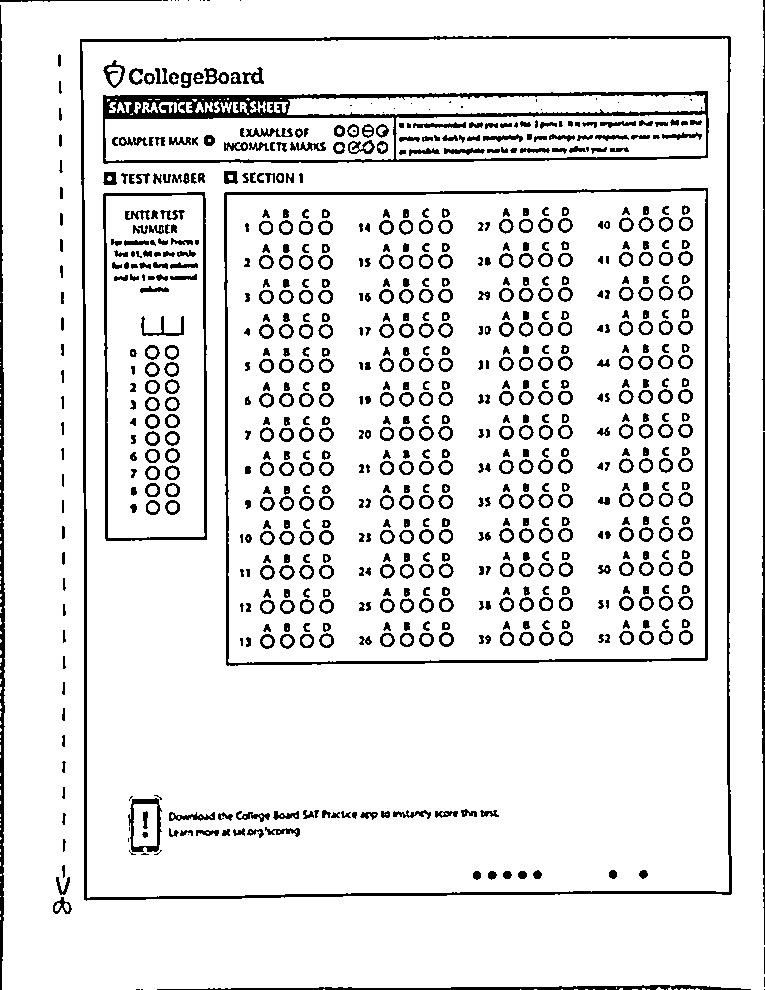 CollegeBoard
SAT PRACTICE ANSWER SHEET
COMPLETE MARK
EXAMPLES OF
INCOMPLETE MARKS
It is recommended that you use a No. 2 pencil. It is very important that you fill in the
entire circle darkly and completely. If you change your response, erase as completely
as possible. Incomplete marks or erasures may affect your score.
TEST NUMBER
SECTION 1
ENTER TEST
NUMBER
For instance, for Practice
Test #1, fill in the circle
for 0 in the first column
and for 1 in the second
column.
0
1
2
3
4
5
6
7
8
9
A B C D
1
A B C D
2
A B C D
3
A B C D
4
A B C D
5
A B C D
6
A B C D
7
A B C D
8
A B C D
9
A B C D
10
A B C D
11
A B C D
12
A B C D
13
A B C D
14
A B C D
15
A B C D
16
A B C D
17
A B C D
18
A B C D
19
A B C D
20
A B C D
21
A B C D
22
A B C D
23
A B C D
24
A B C D
25
A B C D
26
A B C D
27
A B C D
28
A B C D
29
A B C D
30
A B C D
31
A B C D
32
A B C D
33
A B C D
34
A B C D
35
A B C D
36
A B C D
37
A B C D
38
A B C D
39
A B C D
40
A B C D
41
A B C D
42
A B C D
43
A B C D
44
A B C D
45
A B C D
46
A B C D
47
A B C D
48
A B C D
49
A B C D
50
A B C D
51
A B C D
52
Download the College Board SAT Practice app to instantly score this test.
Learn more at sat.org/scoring.